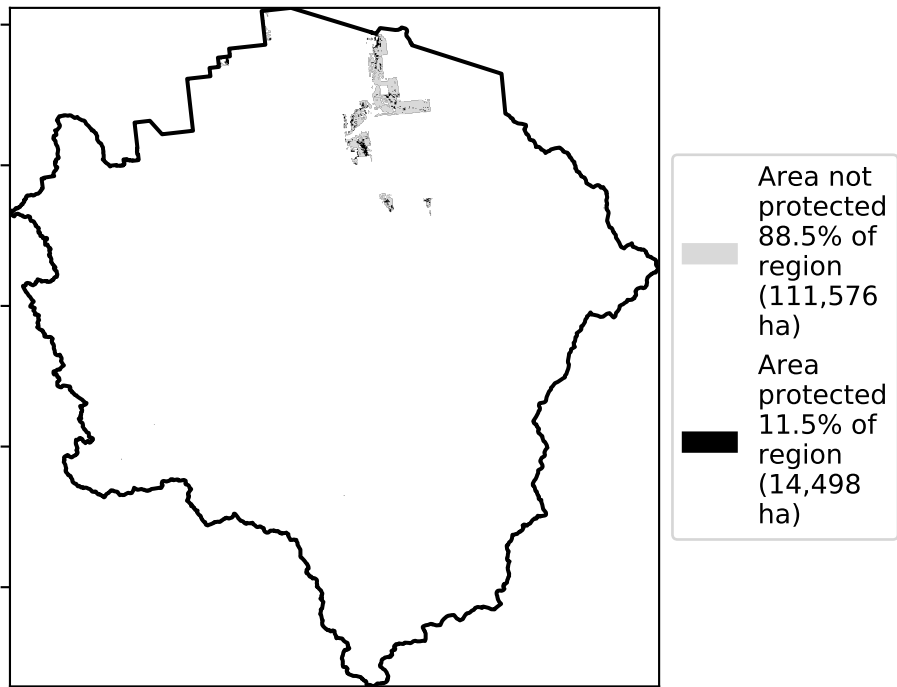 Area not
protected
88.5% of
region
(111,576
ha)
Area
protected
11.5% of
region
(14,498
ha)